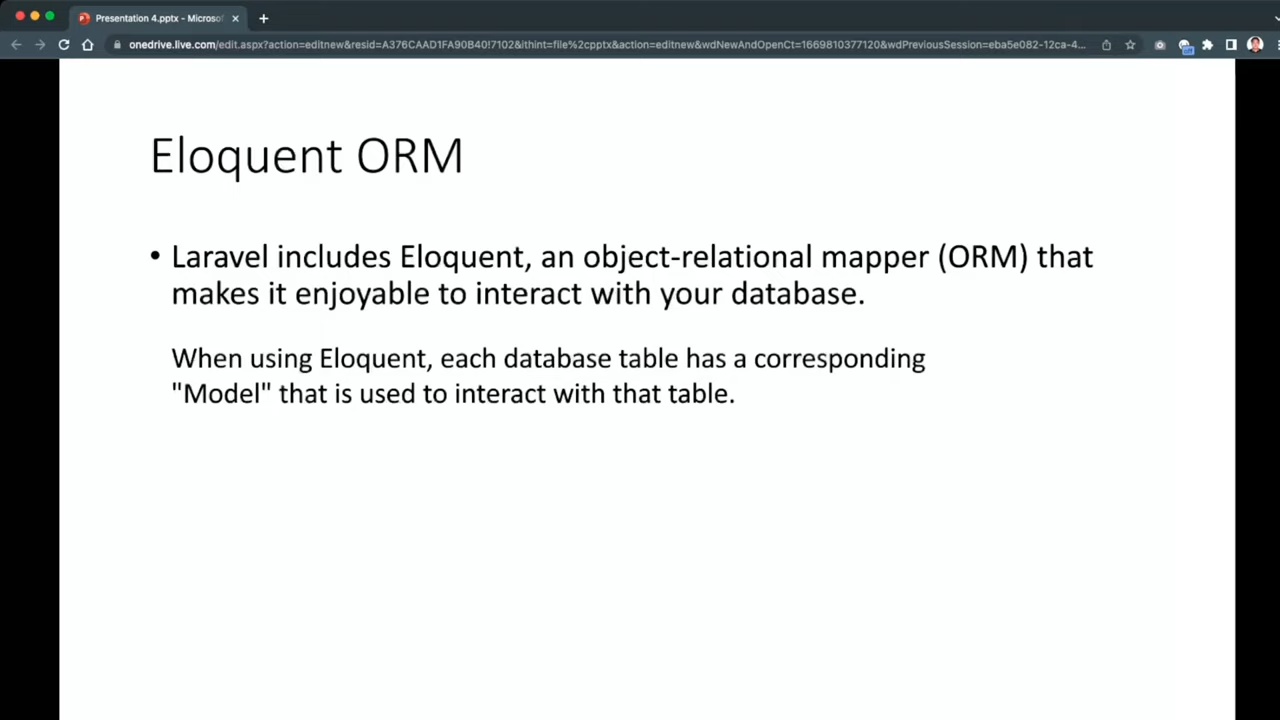 Presentation 4.pptx - Microsof
onedrive.live.com/edit.aspx?action=editnew&resid=A376CAAD1FA90B40!7102&ithint=file%2cpptx&action=editnew&wdNewAndOpenCt=1669810377120&wdPreviousSession=eba5e082-12ca-4...
Eloquent ORM
• Laravel includes Eloquent, an object-relational mapper (ORM) that
makes it enjoyable to interact with your database.
When using Eloquent, each database table has a corresponding
"Model" that is used to interact with that table.